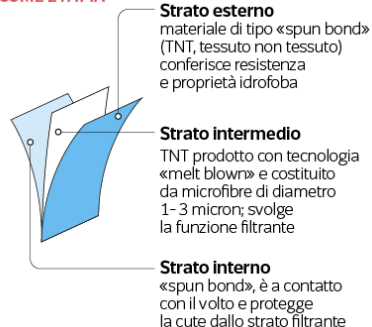 Strato esterno
materiale di tipo «spun bond»
(TNT, tessuto non tessuto)
conferisce resistenza
e proprietà idrofoba
Strato intermedio
TNT prodotto con tecnologia
«melt blown» e costituito
da microfibre di diametro
1-3 micron; svolge
la funzione filtrante
Strato interno
«spun bond», è a contatto
con il volto e protegge
la cute dallo strato filtrante